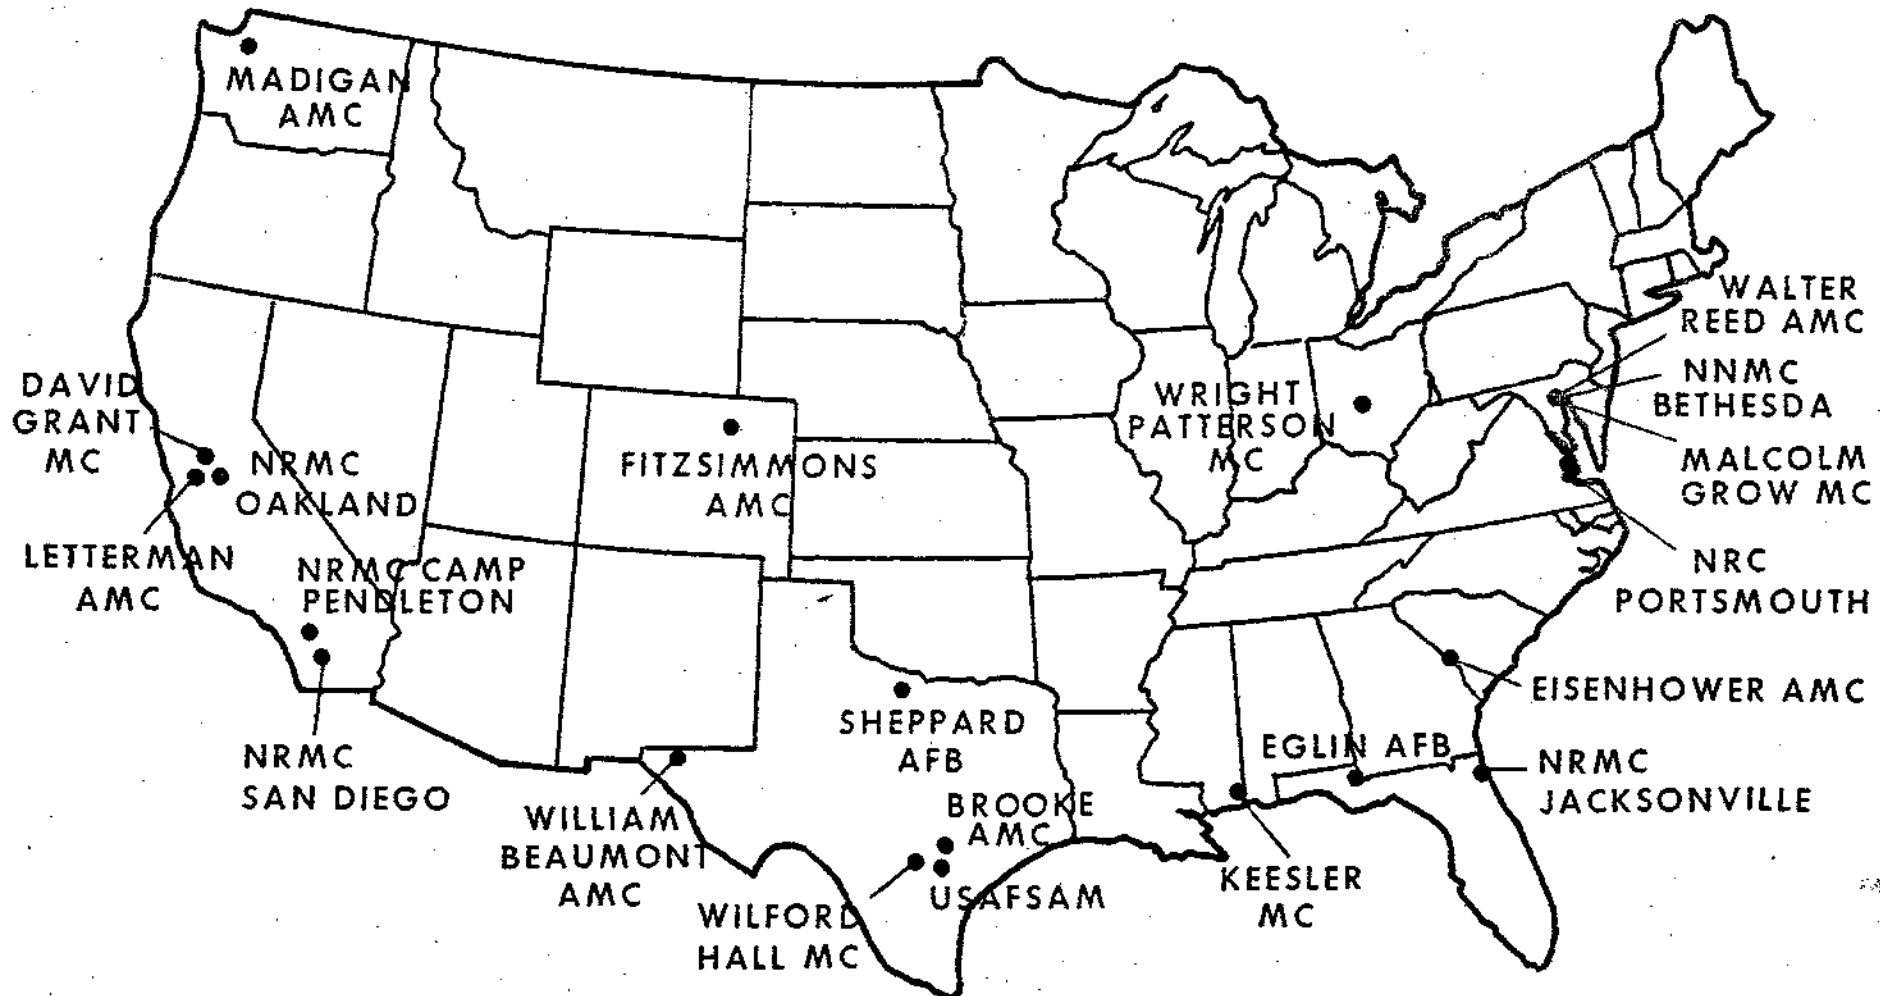 MADIGAN
AMC
DAVID
GRANT
MC
NRMC
OAKLAND
LETTERMAN
AMC
NRMC CAMP
PENDLETON
NRMC
SAN DIEGO
FITZSIMMONS
AMC
WILLIAM
BEAUMONT
AMC
SHEPPARD
AFB
BROOKE
AMC
USAFSAM
WILFORD
HALL MC
WRIGHT
PATTERSON
MC
WALTER
REED AMC
NNMC
BETHESDA
MALCOLM
GROW MC
NRC
PORTSMOUTH
EISENHOWER AMC
EGLIN AFB
NRMC
JACKSONVILLE
KEESLER
MC